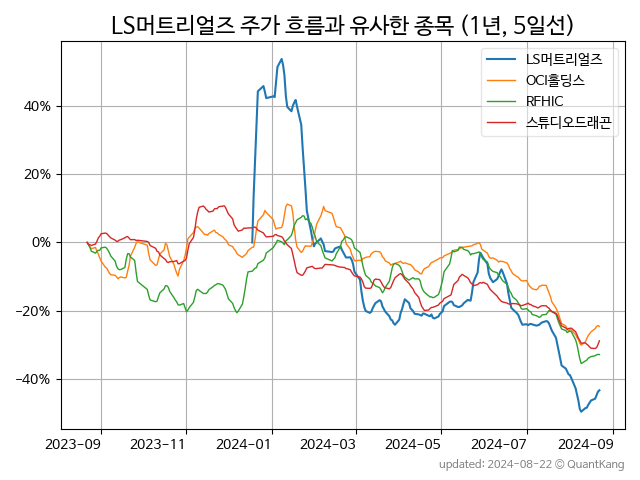 LS머트리얼즈 주가 흐름과 유사한 종목 (1년, 5일선)
LS머트리얼즈
OCI홀딩스
RFHIC
스튜디오드래곤
40%
20%
0%
−20%
−40%
2023-09 2023-11 2024-01 2024-03 2024-05 2024-07 2024-09
updated: 2024-08-22 © QuantKang